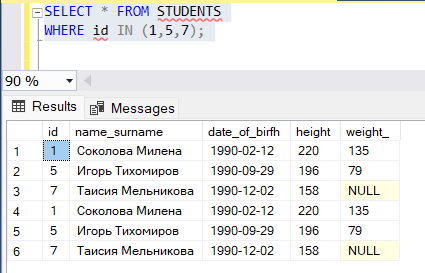 SELECT * FROM STUDENTS
WHERE id IN (1,5,7);
90 %
Results Messages
id name_surname date_of_birfh height weight_
1 1 Соколова Милена 1990-02-12 220 135
2 5 Игорь Тихомиров 1990-09-29 196 79
3 7 Таисия Мельникова 1990-12-02 158 NULL
4 1 Соколова Милена 1990-02-12 220 135
5 5 Игорь Тихомиров 1990-09-29 196 79
6 7 Таисия Мельникова 1990-12-02 158 NULL